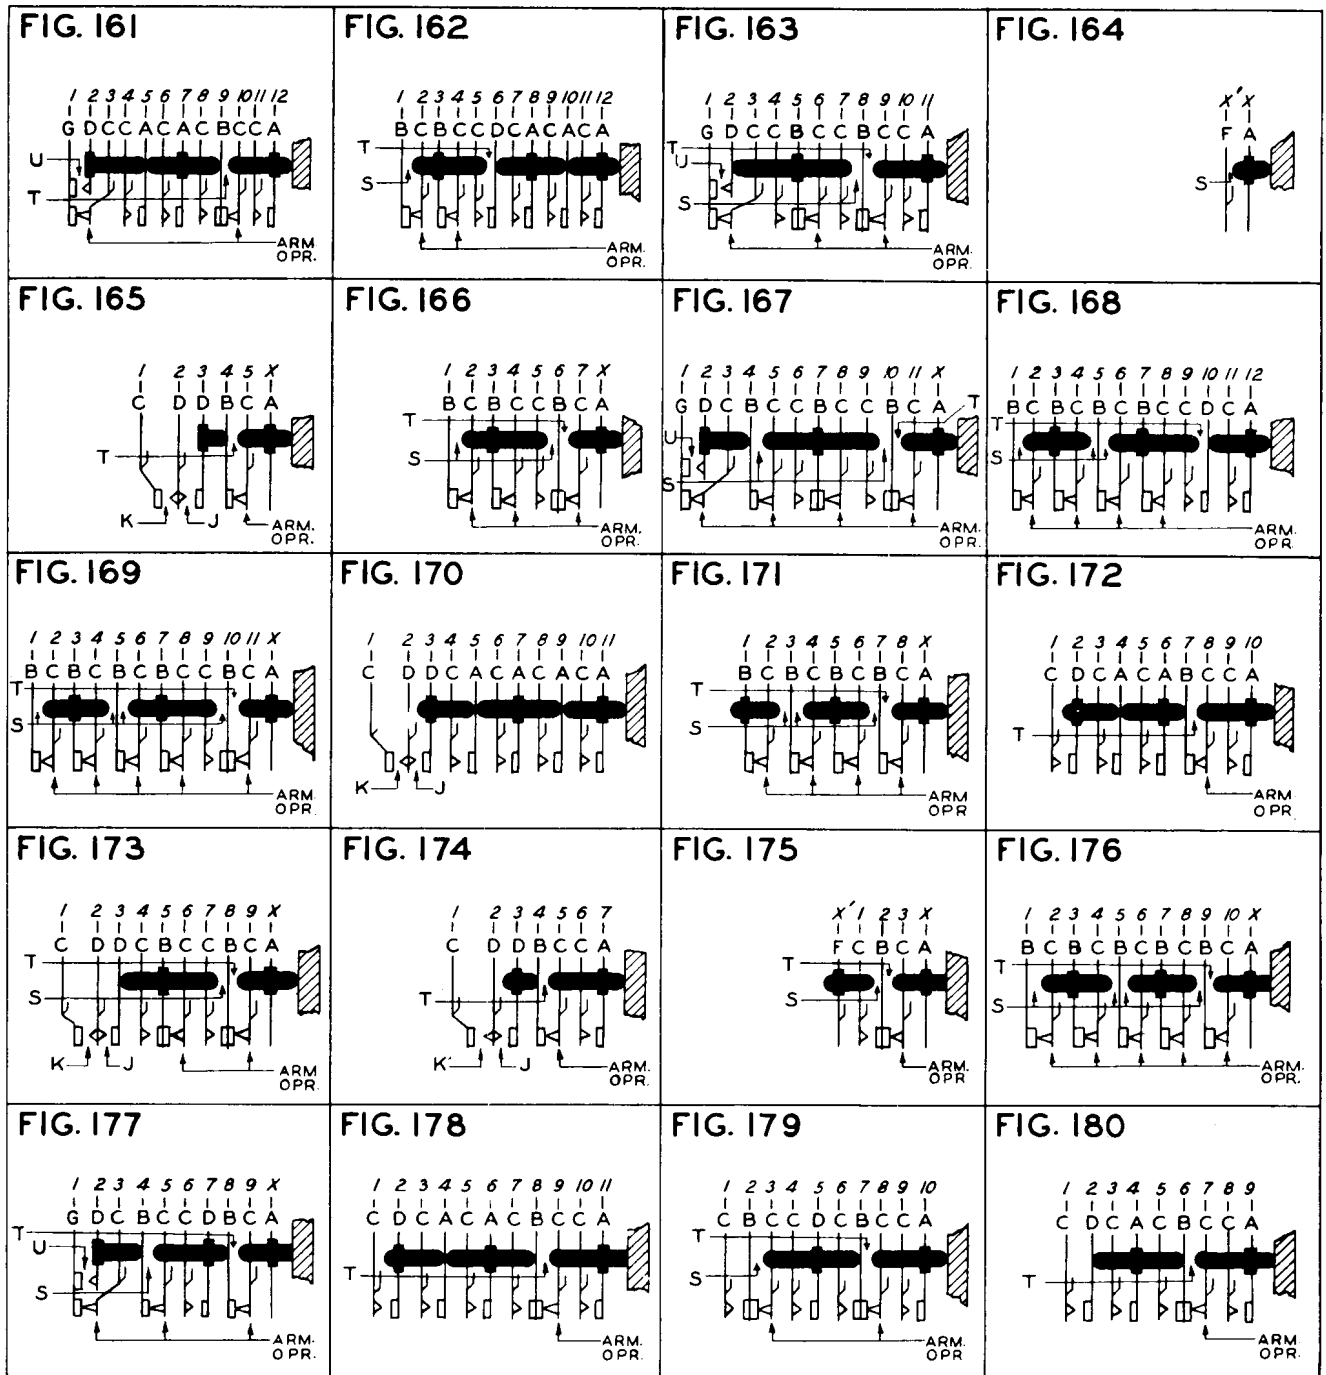 FIG. 161
1 2 3 4 5 6 7 8 9 10 11 12
G D C C A C A C B C C A
U
T
ARM.
OPR.
FIG. 162
1 2 3 4 5 6 7 8 9 10 11 12
B C B C C D C A C A C A
T
S
ARM.
OPR.
FIG. 163
1 2 3 4 5 6 7 8 9 10 11
G D C C B C C B C C A
T
U
S
ARM.
OPR.
FIG. 164
X' X
F A
S
FIG. 165
1 2 3 4 5 X
C D D B C A
T
K J ARM.
OPR.
FIG. 166
1 2 3 4 5 6 7 X
B C B C C B C A
T
S
ARM.
OPR.
FIG. 167
1 2 3 4 5 6 7 8 9 10 11 X
G D C B C C B C C B C A
T
U
S
ARM.
OPR.
FIG. 168
1 2 3 4 5 6 7 8 9 10 11 12
B C B C B C B C C D C A
T
S
ARM.
OPR.
FIG. 169
1 2 3 4 5 6 7 8 9 10 11 X
B C B C B C B C C B C A
T
S
ARM.
OPR.
FIG. 170
1 2 3 4 5 6 7 8 9 10 11
C D D C A C A C A C A
K J
FIG. 171
1 2 3 4 5 6 7 8 X
B C B C B C B C A
T
S
ARM.
OPR
FIG. 172
1 2 3 4 5 6 7 8 9 10
C D C A C A B C C A
T
ARM.
OPR.
FIG. 173
1 2 3 4 5 6 7 8 9 X
C D D C B C C B C A
T
S
K J ARM.
OPR.
FIG. 174
1 2 3 4 5 6 7
C D D B C C A
T
K J ARM.
OPR.
FIG. 175
X' 1 2 3 X
F C B C A
T
S
ARM.
OPR
FIG. 176
1 2 3 4 5 6 7 8 9 10 X
B C B C B C B C B C A
T
S
ARM.
OPR.
FIG. 177
1 2 3 4 5 6 7 8 9 X
G D C B C C D B C A
T
U
S
ARM.
OPR.
FIG. 178
1 2 3 4 5 6 7 8 9 10 11
C D C A C A C B C C A
T
ARM.
OPR.
FIG. 179
1 2 3 4 5 6 7 8 9 10
C B C C D C B C C A
T
S
ARM.
OPR
FIG. 180
1 2 3 4 5 6 7 8 9
C D C A C B C C A
T
ARM.
OPR